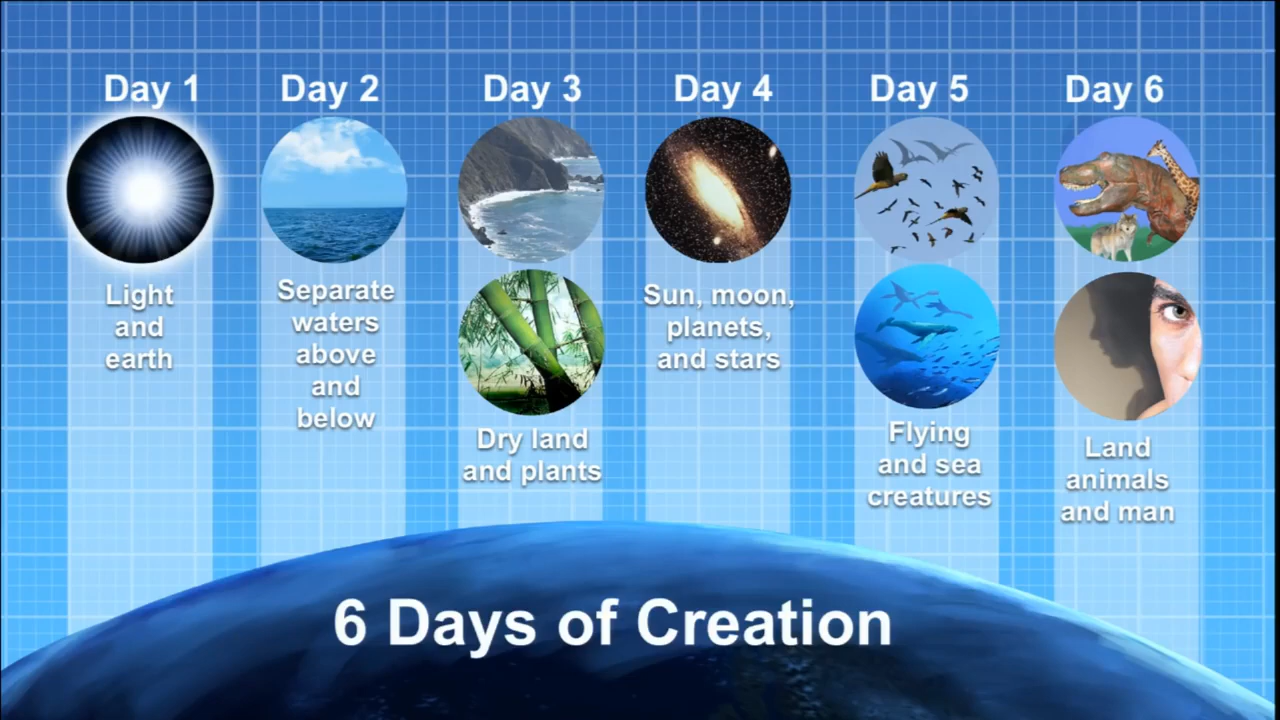 Day 1
Light
and
earth
Day 2
Separate
waters
above
and
below
Day 3
Dry land
and plants
Day 4
Sun, moon,
planets,
and stars
Day 5
Flying
and sea
creatures
Day 6
Land
animals
and man
6 Days of Creation